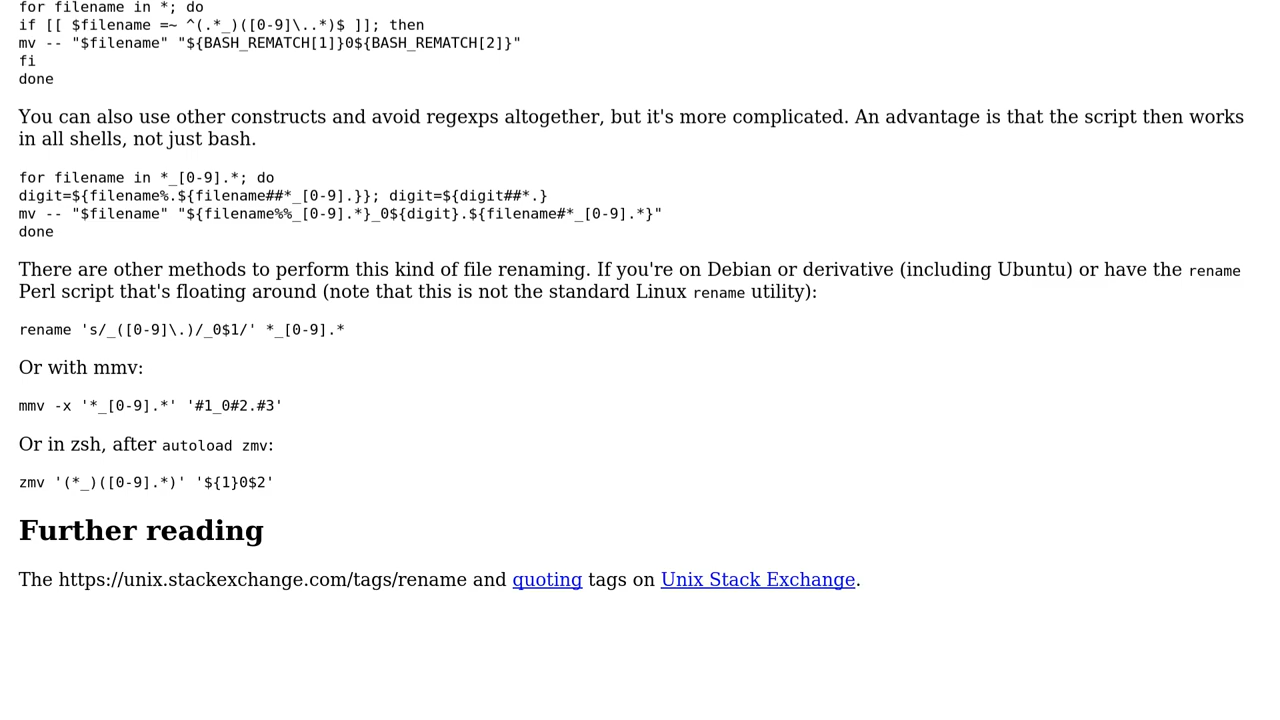 for filename in *; do
if [[ $filename =~ ^(.*_)([0-9]\..*)$ ]]; then
mv -- "$filename" "${BASH_REMATCH[1]}0${BASH_REMATCH[2]}"
fi
done
You can also use other constructs and avoid regexps altogether, but it's more complicated. An advantage is that the script then works
in all shells, not just bash.
for filename in *_[0-9].*; do
digit=${filename%.${filename##*_[0-9].}}; digit=${digit##*.}
mv -- "$filename" "${filename%%_[0-9].*}_0${digit}.${filename#*_[0-9].*}"
done
There are other methods to perform this kind of file renaming. If you're on Debian or derivative (including Ubuntu) or have the rename
Perl script that's floating around (note that this is not the standard Linux rename utility):
rename 's/_([0-9]\.)/_0$1/' *_[0-9].*
Or with mmv:
mmv -x '*_[0-9].*' '#1_0#2.#3'
Or in zsh, after autoload zmv:
zmv '(*_)([0-9].*)' '${1}0$2'
Further reading
The https://unix.stackexchange.com/tags/rename and quoting tags on Unix Stack Exchange.